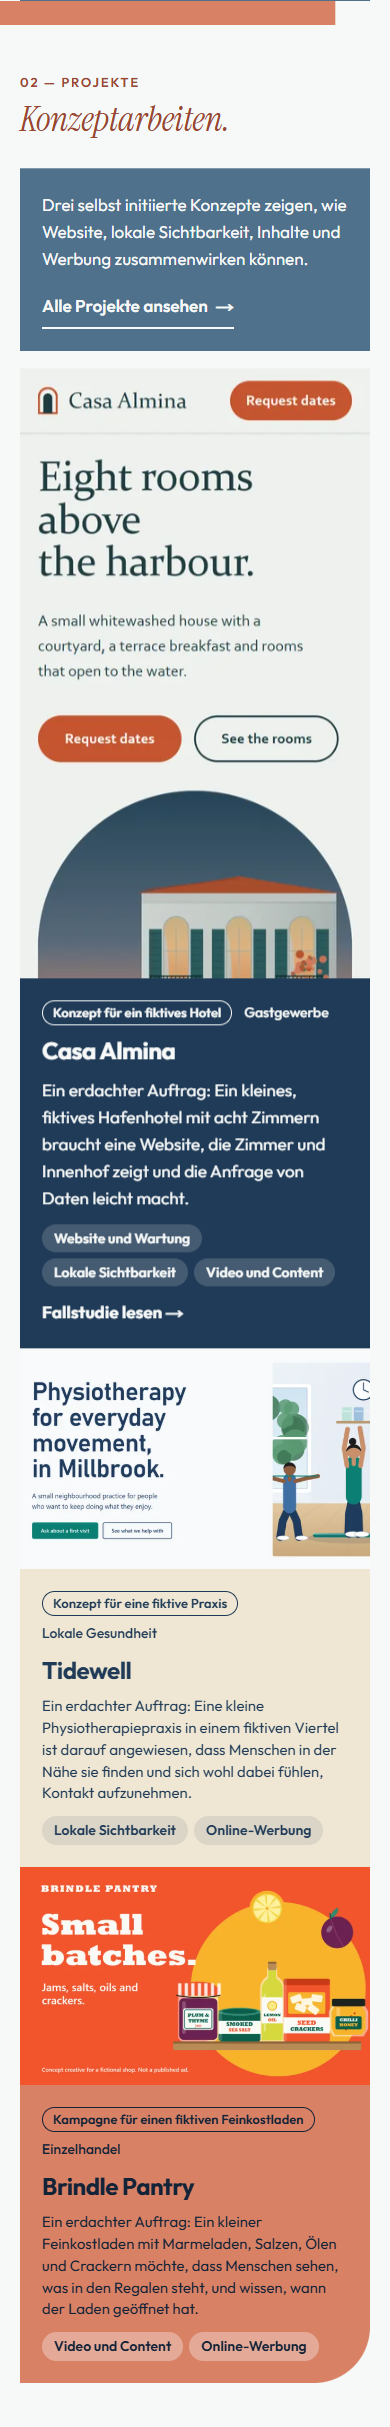 02 — PROJEKTE
Konzeptarbeiten.
Drei selbst initiierte Konzepte zeigen, wie
Website, lokale Sichtbarkeit, Inhalte und
Werbung zusammenwirken können.
Alle Projekte ansehen →
Casa Almina
Request dates
Eight rooms
above
the harbour.
A small whitewashed house with a
courtyard, a terrace breakfast and rooms
that open to the water.
Request dates
See the rooms
Konzept für ein fiktives Hotel
Gastgewerbe
Casa Almina
Ein erdachter Auftrag: Ein kleines,
fiktives Hafenhotel mit acht Zimmern
braucht eine Website, die Zimmer und
Innenhof zeigt und die Anfrage von
Daten leicht macht.
Website und Wartung
Lokale Sichtbarkeit
Video und Content
Fallstudie lesen →
Physiotherapy
for everyday
movement,
in Millbrook.
A small neighbourhood practice for people
who want to keep doing what they enjoy.
Ask about a first visit
See what we help with
Konzept für eine fiktive Praxis
Lokale Gesundheit
Tidewell
Ein erdachter Auftrag: Eine kleine
Physiotherapiepraxis in einem fiktiven Viertel
ist darauf angewiesen, dass Menschen in der
Nähe sie finden und sich wohl dabei fühlen,
Kontakt aufzunehmen.
Lokale Sichtbarkeit
Online-Werbung
BRINDLE PANTRY
Small
batches.
Jams, salts, oils and
crackers.
PLUM &
THYME
JAM
SMOKED
SEA SALT
LEMON
OIL
SEED
CRACKERS
CHILLI
HONEY
Concept creative for a fictional shop. Not a published ad.
Kampagne für einen fiktiven Feinkostladen
Einzelhandel
Brindle Pantry
Ein erdachter Auftrag: Ein kleiner
Feinkostladen mit Marmeladen, Salzen, Ölen
und Crackern möchte, dass Menschen sehen,
was in den Regalen steht, und wissen, wann
der Laden geöffnet hat.
Video und Content
Online-Werbung